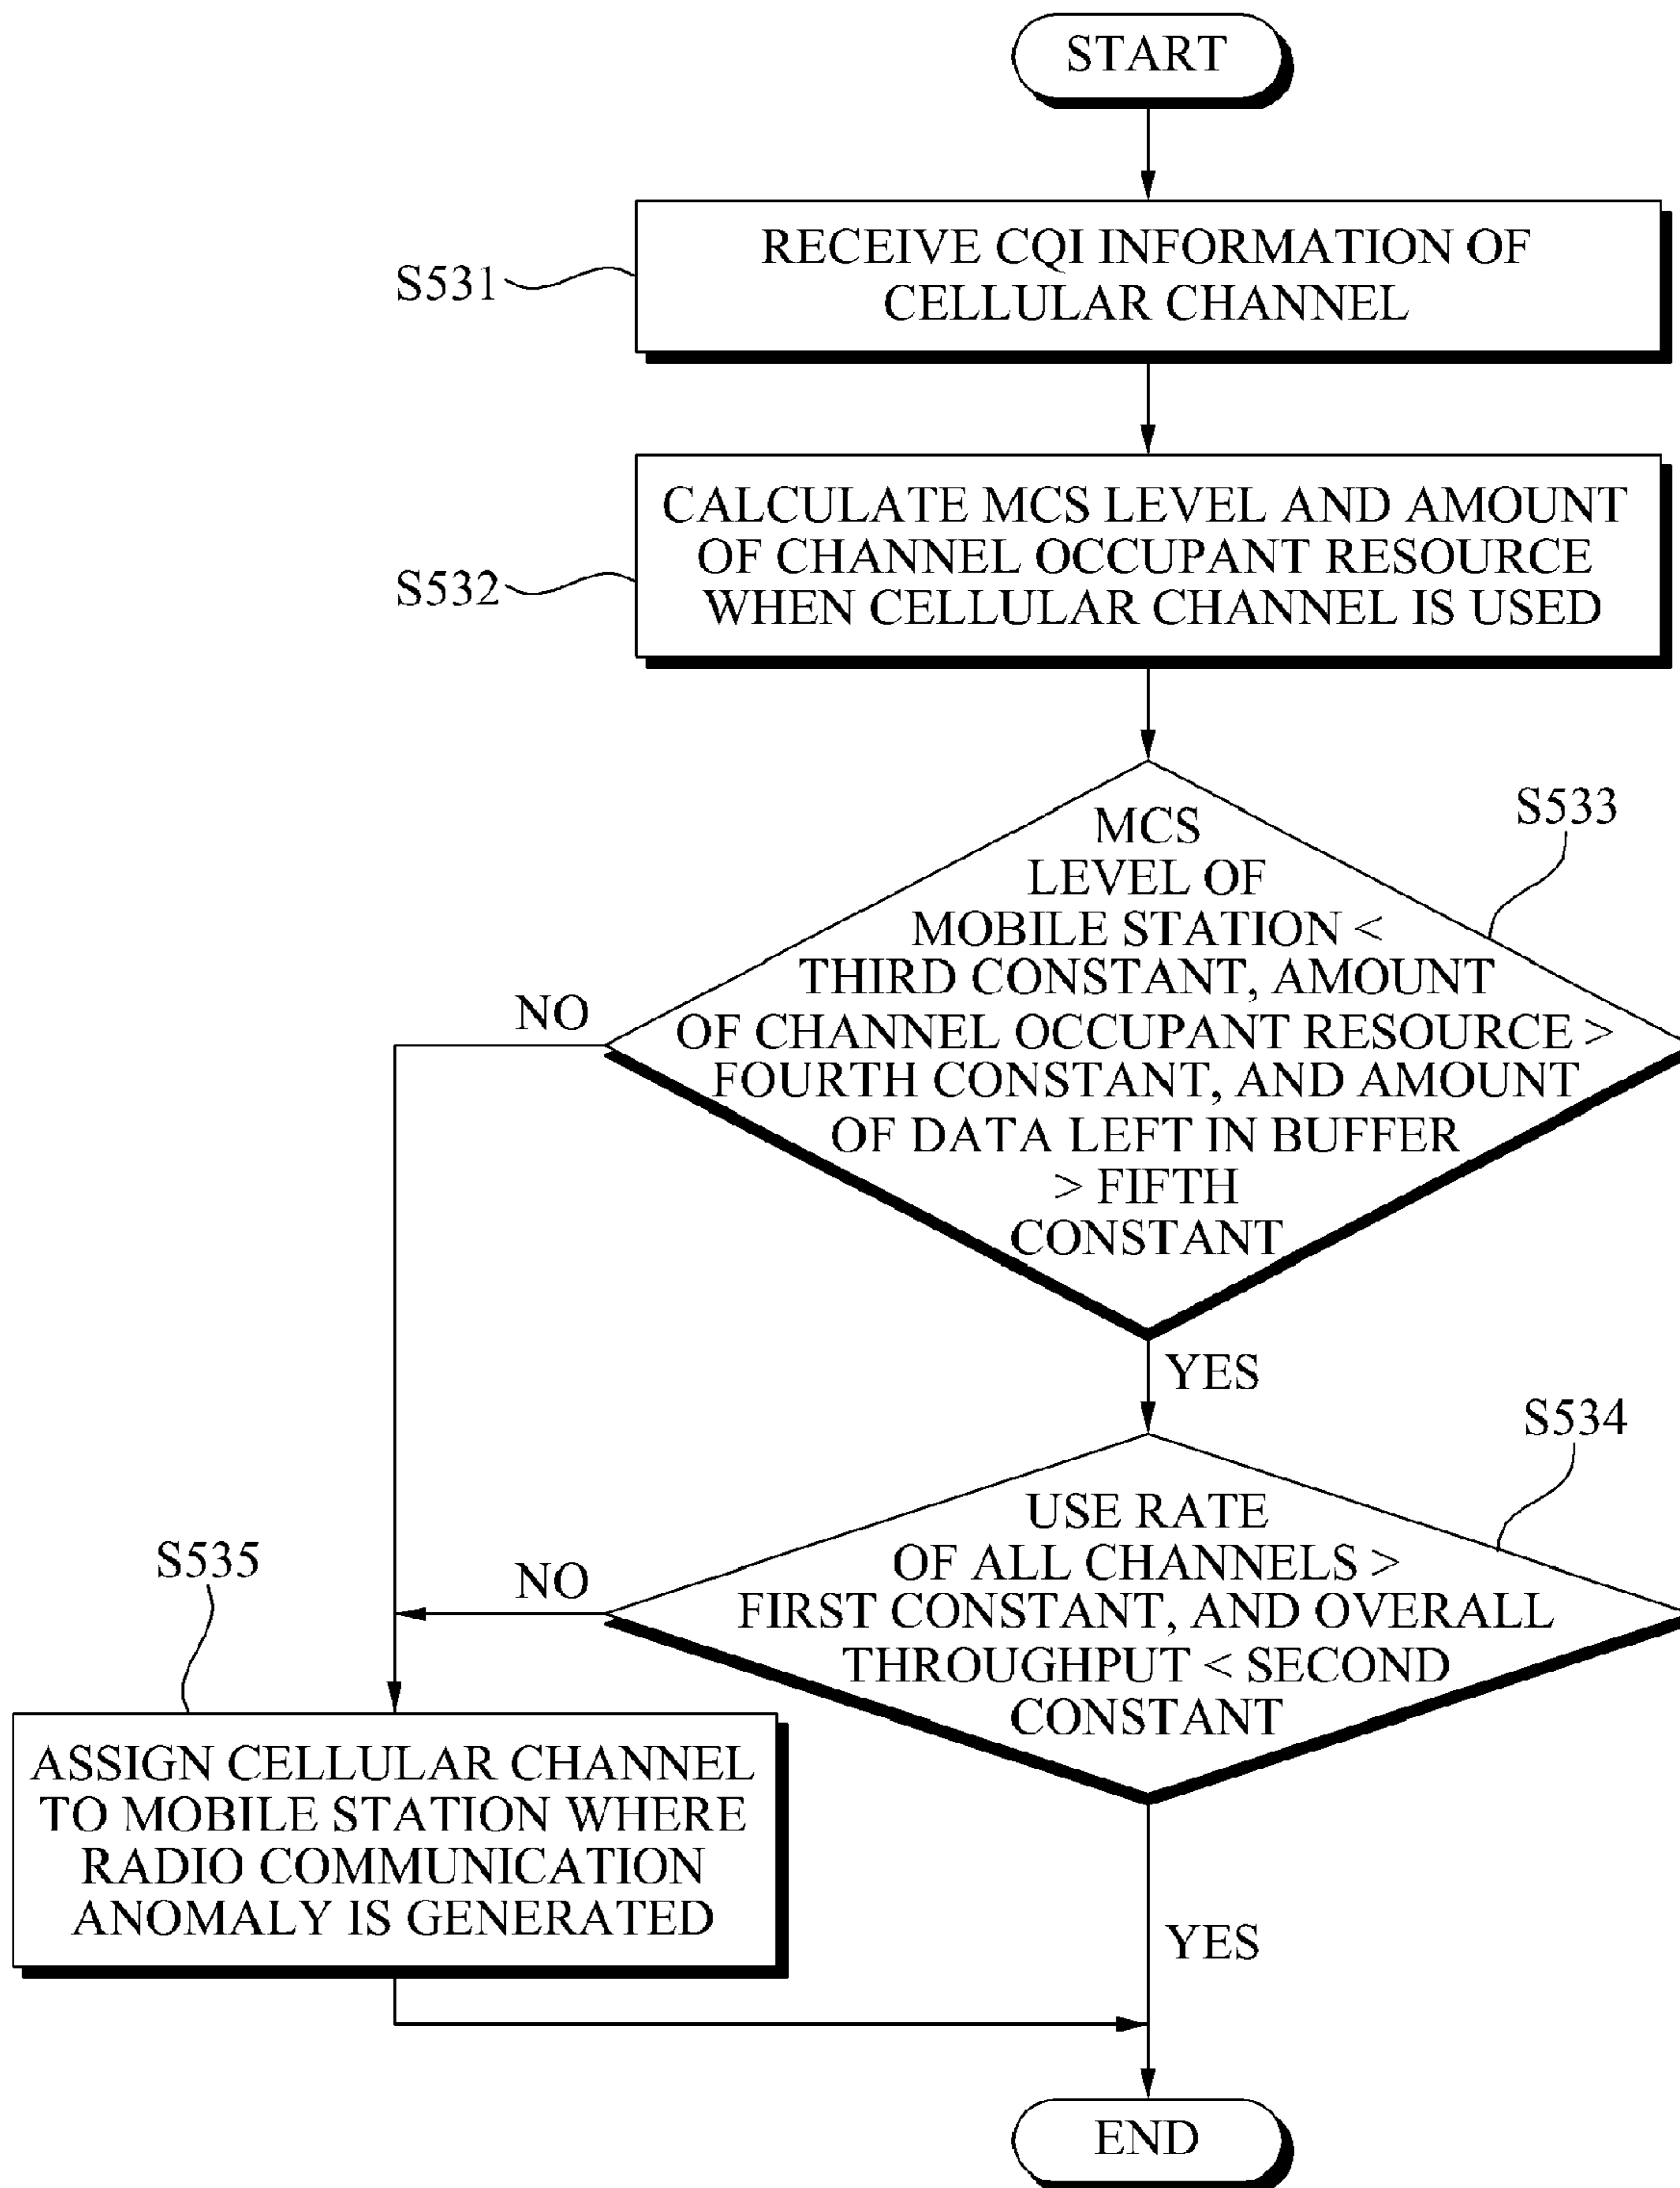 START
S531
RECEIVE CQI INFORMATION OF
CELLULAR CHANNEL
S532
CALCULATE MCS LEVEL AND AMOUNT
OF CHANNEL OCCUPANT RESOURCE
WHEN CELLULAR CHANNEL IS USED
S533
MCS
LEVEL OF
MOBILE STATION <
THIRD CONSTANT, AMOUNT
OF CHANNEL OCCUPANT RESOURCE >
FOURTH CONSTANT, AND AMOUNT
OF DATA LEFT IN BUFFER
> FIFTH
CONSTANT
NO
YES
S534
USE RATE
OF ALL CHANNELS >
FIRST CONSTANT, AND OVERALL
THROUGHPUT < SECOND
CONSTANT
NO
YES
S535
ASSIGN CELLULAR CHANNEL
TO MOBILE STATION WHERE
RADIO COMMUNICATION
ANOMALY IS GENERATED
END